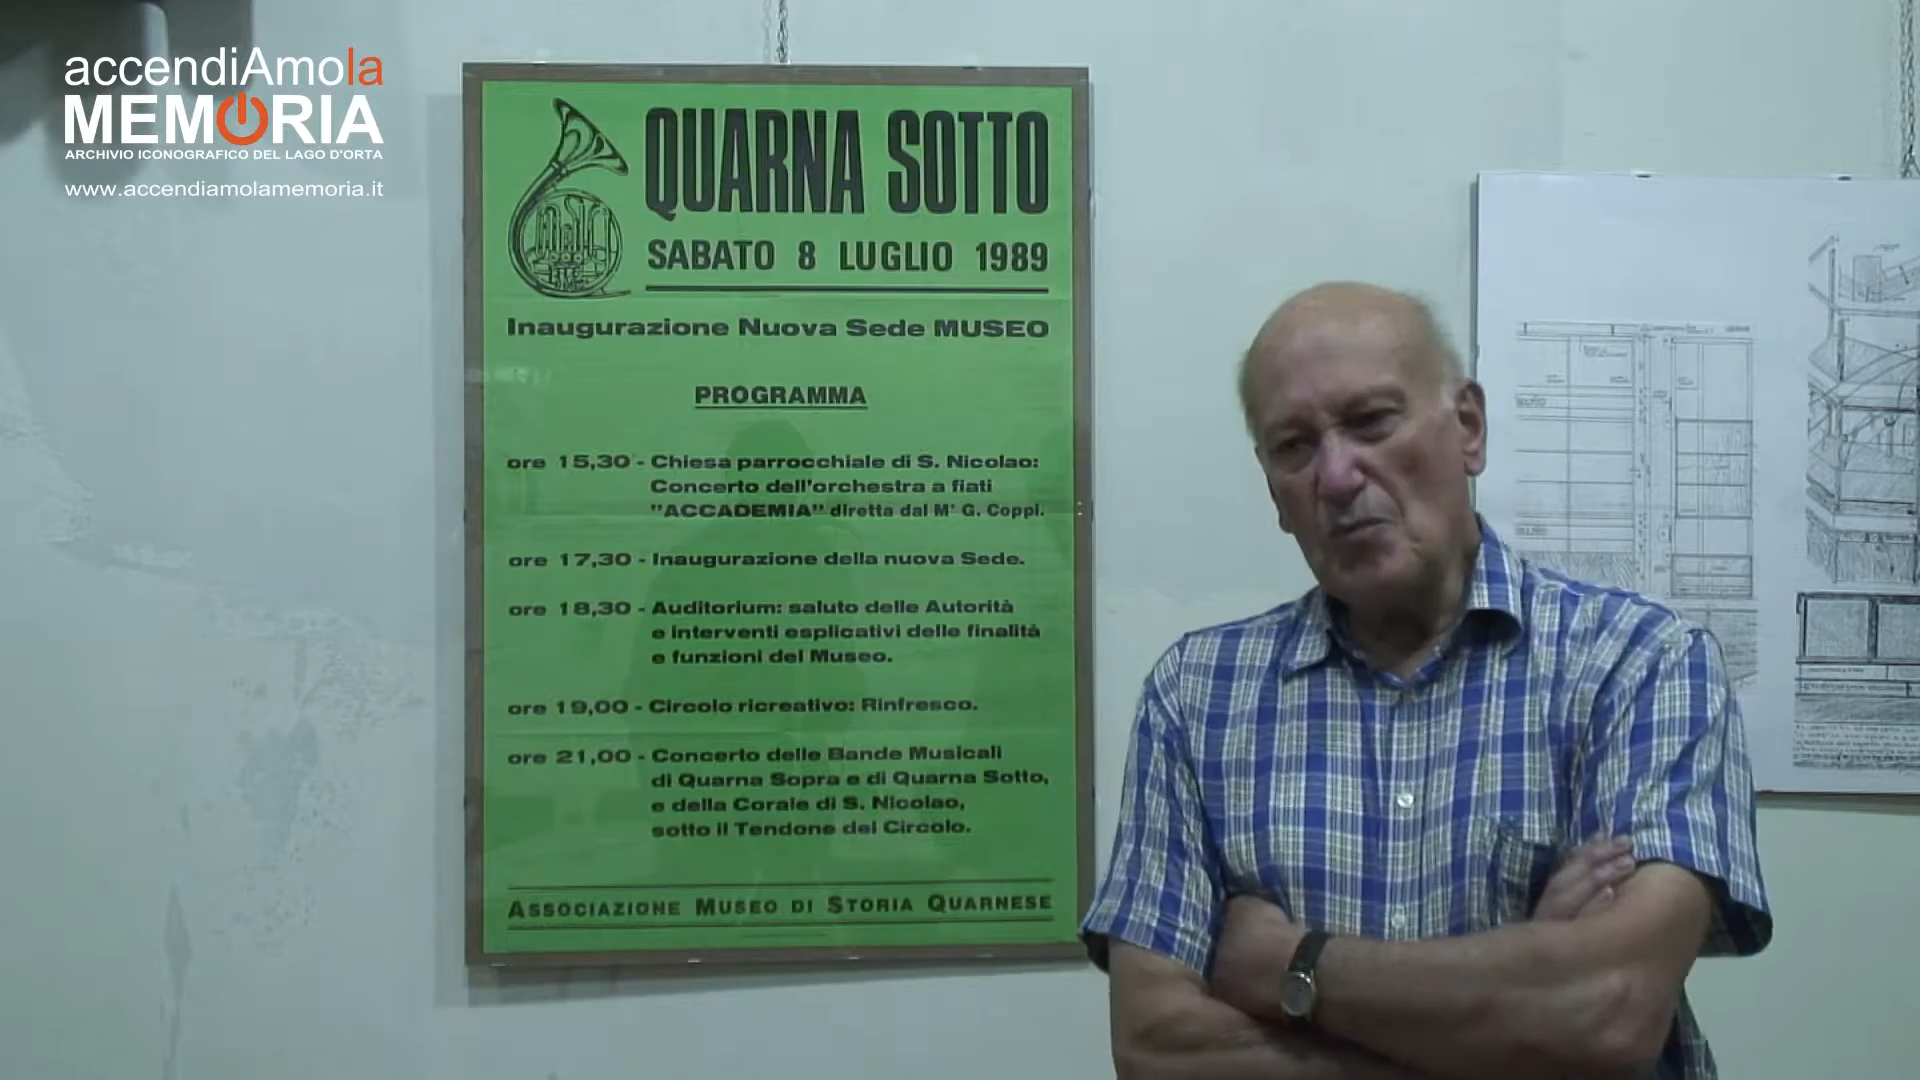 accendiAmola
MEMORIA
ARCHIVIO ICONOGRAFICO DEL LAGO D'ORTA
www.accendiamolamemoria.it
QUARNA SOTTO
SABATO 8 LUGLIO 1989
Inaugurazione Nuova Sede MUSEO
PROGRAMMA
ore 15,30 - Chiesa parrocchiale di S. Nicolao:
Concerto dell'orchestra a fiati
"ACCADEMIA" diretta dal M° G. Coppi.
ore 17,30 - Inaugurazione della nuova Sede.
ore 18,30 - Auditorium: saluto delle Autorità
e interventi esplicativi delle finalità
e funzioni del Museo.
ore 19,00 - Circolo ricreativo: Rinfresco.
ore 21,00 - Concerto delle Bande Musicali
di Quarna Sopra e di Quarna Sotto,
e della Corale di S. Nicolao,
sotto il Tendone del Circolo.
ASSOCIAZIONE MUSEO DI STORIA QUARNESE